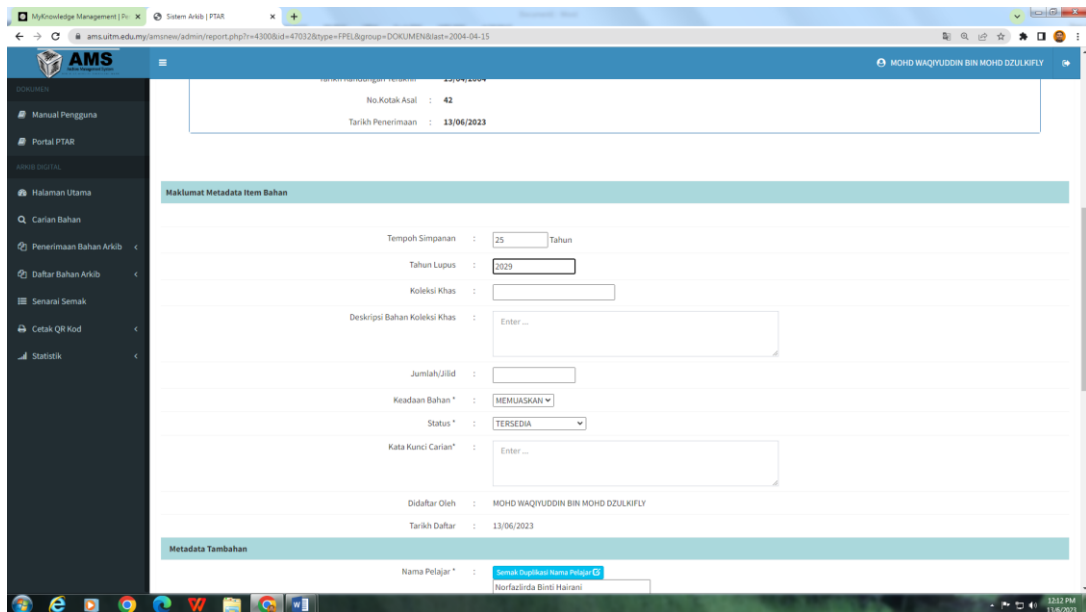 MyKnowledge Management | Fo
Sistem Arkib | PTAR
ams.uitm.edu.my/amsnew/admin/report.php?r=4300&id=47032&type=FPEL&group=DOKUMEN&last=2004-04-15
AMS
MOHD WAQIYUDDIN BIN MOHD DZULKIFLY
DOKUMEN
Manual Pengguna
Portal PTAR
ARKIB DIGITAL
Halaman Utama
Carian Bahan
Penerimaan Bahan Arkib
Daftar Bahan Arkib
Senarai Semak
Cetak QR Kod
Statistik
No.Kotak Asal : 42
Tarikh Penerimaan : 13/06/2023
Maklumat Metadata Item Bahan
Tempoh Simpanan : 25 Tahun
Tahun Lupus : 2029
Koleksi Khas :
Deskripsi Bahan Koleksi Khas : Enter ...
Jumlah/Jilid :
Keadaan Bahan * : MEMUASKAN
Status * : TERSEDIA
Kata Kunci Carian* : Enter ...
Didaftar Oleh : MOHD WAQIYUDDIN BIN MOHD DZULKIFLY
Tarikh Daftar : 13/06/2023
Metadata Tambahan
Nama Pelajar * : Semak Duplikasi Nama Pelajar
Norfazlirda Binti Hairani
12:12 PM
13/6/2023